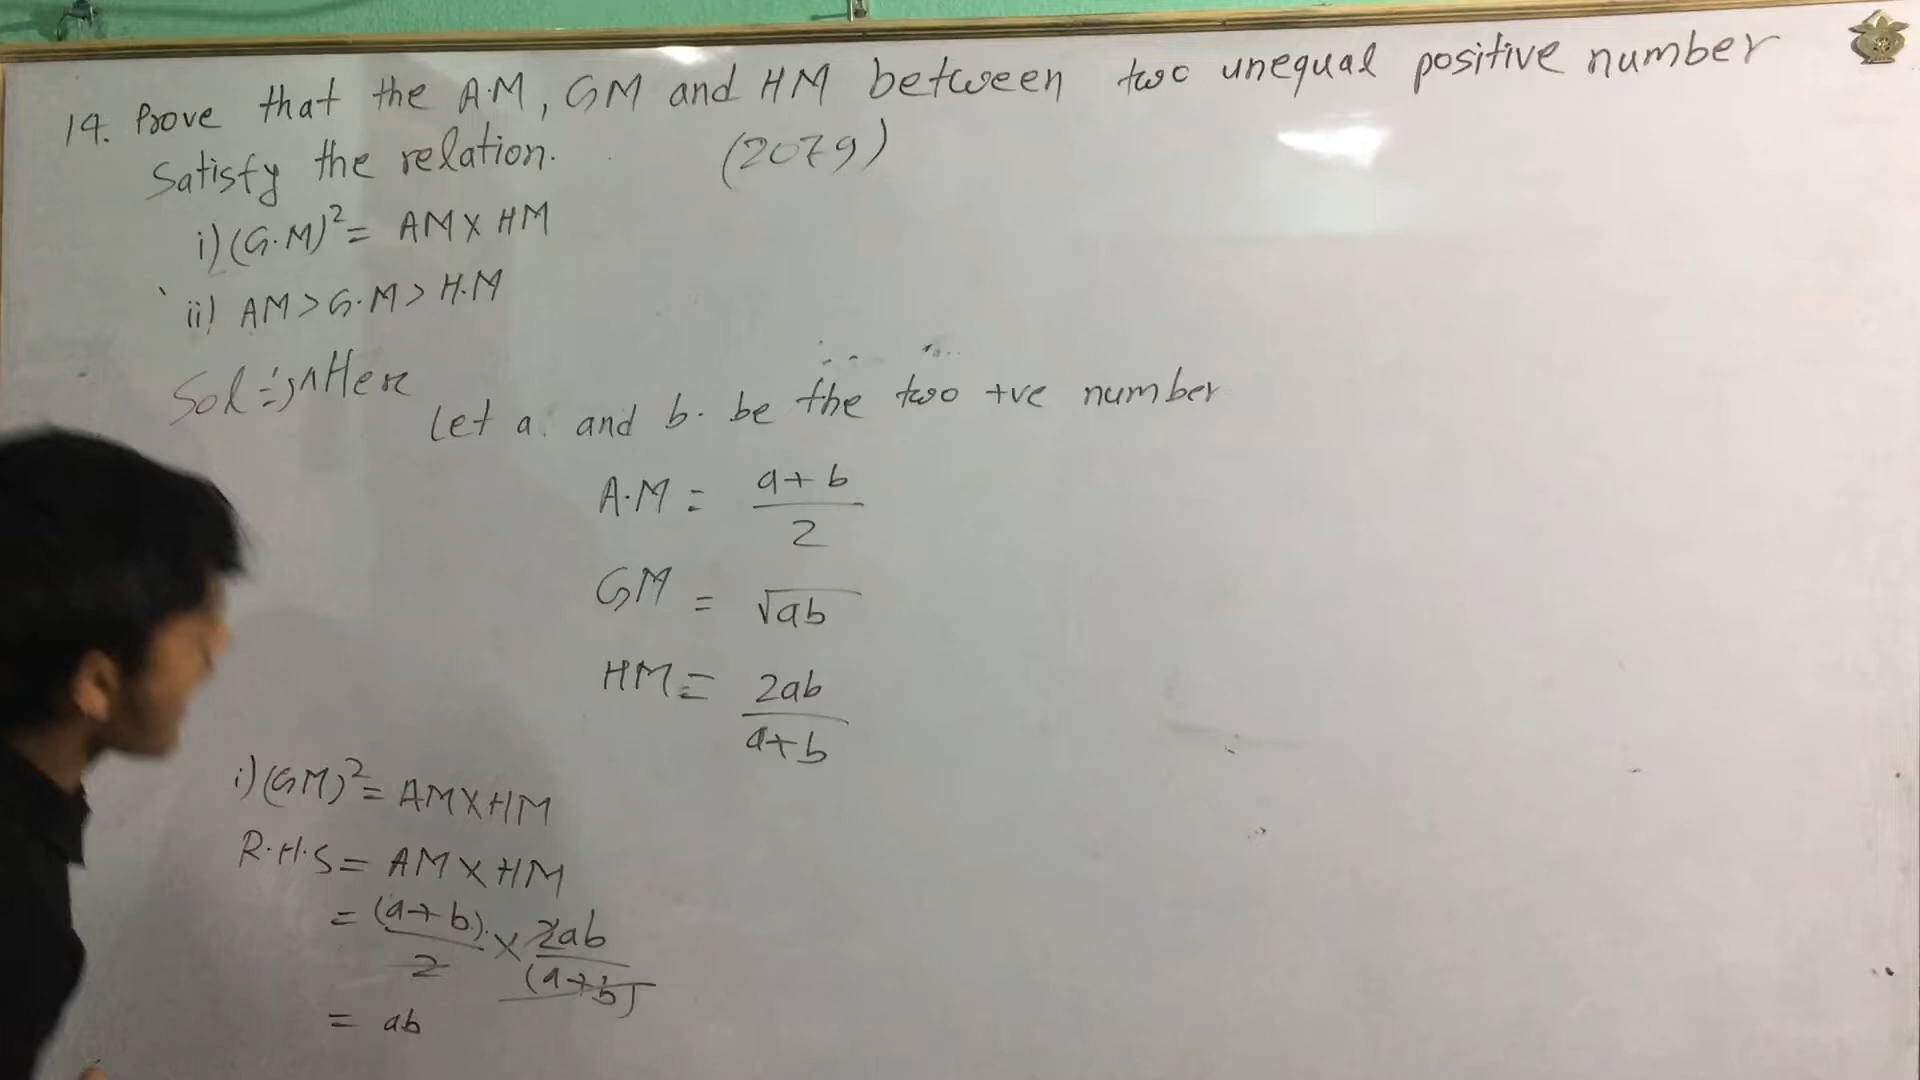 14. Prove that the A.M, GM and HM between two unequal positive number
Satisfy the relation. (2079)
i) (G.M)² = AM X HM
ii) AM > G.M > H.M
Here
Let a and b. be the two +ve number
A.M = a+b / 2
GM = √ab
HM = 2ab / a+b
i) (GM)² = AM X HM
R.H.S = AM X HM
= (a+b) / 2 X 2ab / (a+b)
= ab